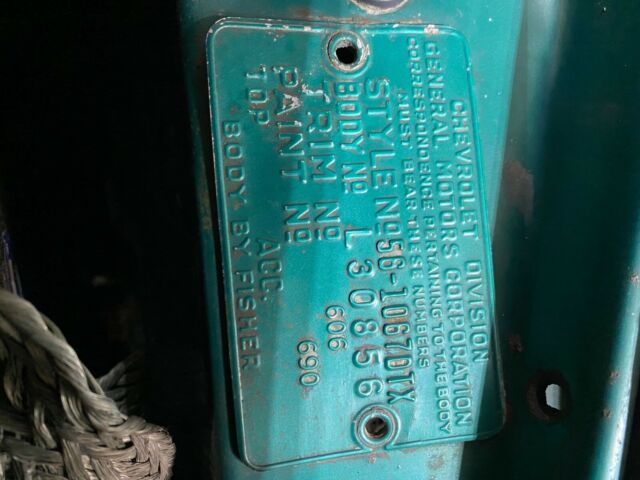 CHEVROLET DIVISION
GENERAL MOTORS CORPORATION
CORRESPONDENCE PERTAINING TO THE BODY
MUST BEAR THESE NUMBERS
STYLE Nº 56-1067DTX
BODY Nº L 30856
TRIM Nº 606
PAINT Nº 690
TOP ACC.
BODY BY FISHER